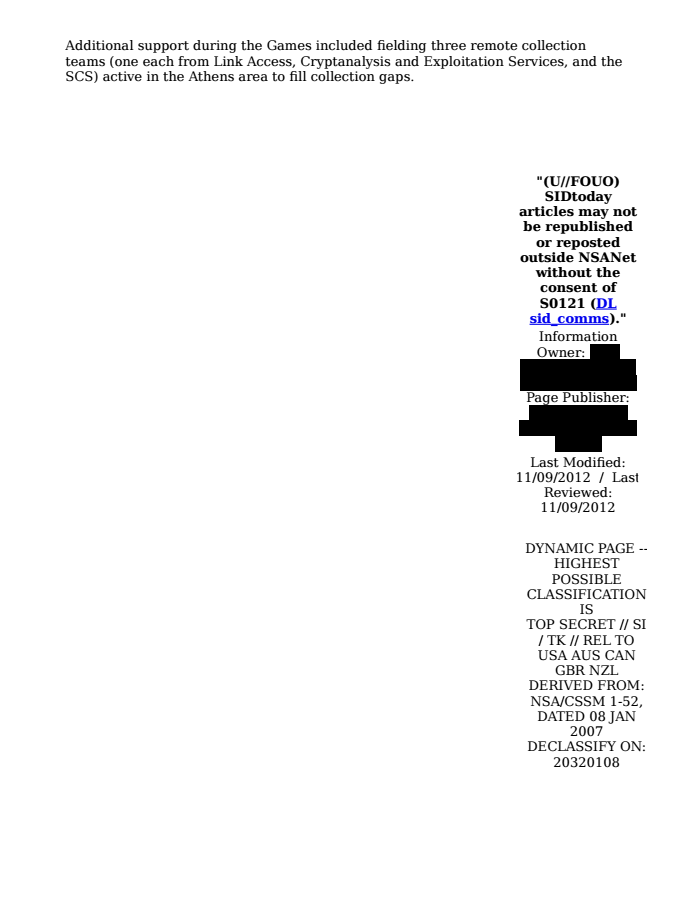 Additional support during the Games included fielding three remote collection
teams (one each from Link Access, Cryptanalysis and Exploitation Services, and the
SCS) active in the Athens area to fill collection gaps.
"(U//FOUO)
SIDtoday
articles may not
be republished
or reposted
outside NSANet
without the
consent of
S0121 (DL
sid_comms)."
Information
Owner:
Page Publisher:
Last Modified:
11/09/2012 / Last
Reviewed:
11/09/2012
DYNAMIC PAGE --
HIGHEST
POSSIBLE
CLASSIFICATION
IS
TOP SECRET // SI
/ TK // REL TO
USA AUS CAN
GBR NZL
DERIVED FROM:
NSA/CSSM 1-52,
DATED 08 JAN
2007
DECLASSIFY ON:
20320108